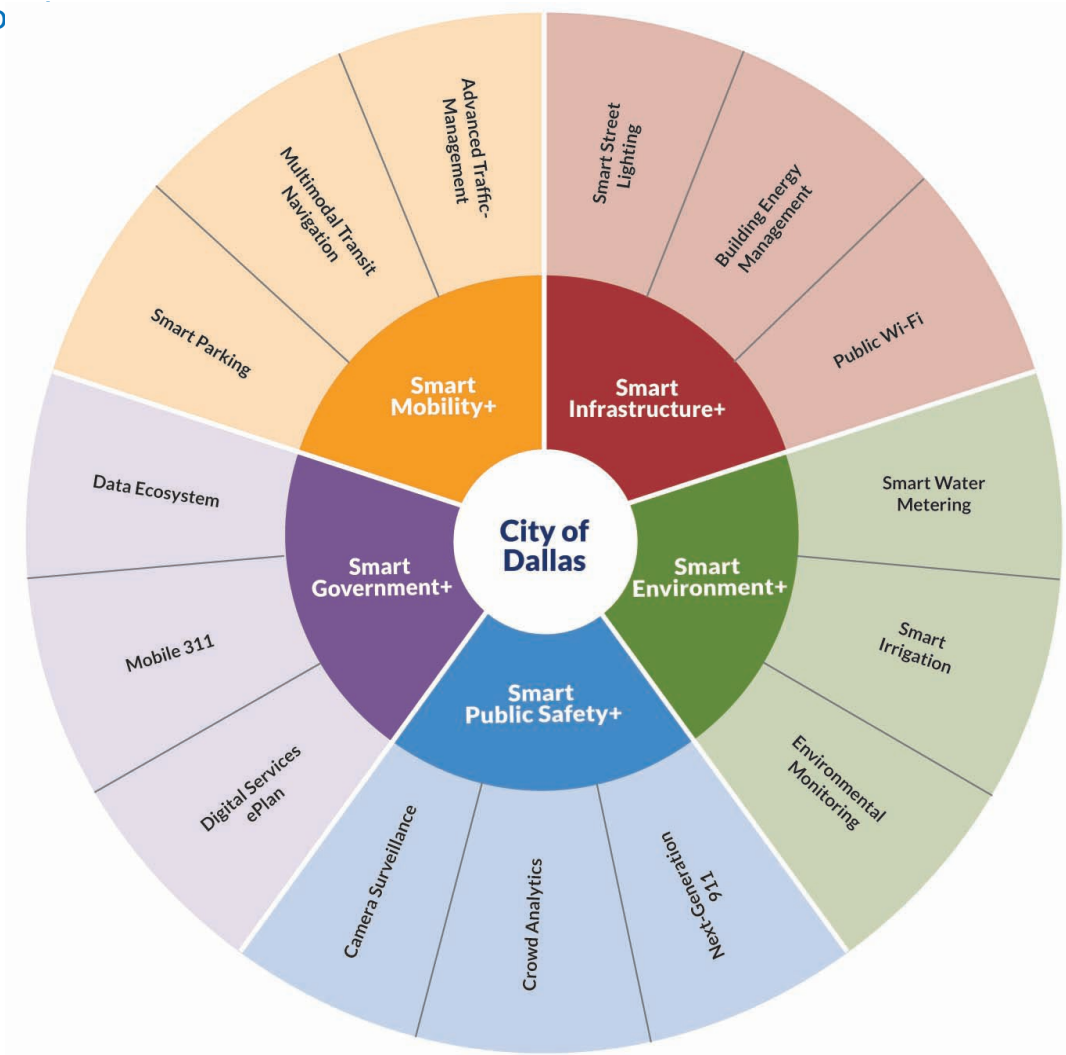 City of
Dallas
Smart
Mobility+
Advanced Traffic-
Management
Multimodal Transit
Navigation
Smart Parking
Smart
Infrastructure+
Smart Street
Lighting
Building Energy
Management
Public Wi-Fi
Smart
Environment+
Smart Water
Metering
Smart
Irrigation
Environmental
Monitoring
Smart
Public Safety+
Next-Generation
911
Crowd Analytics
Camera Surveillance
Smart
Government+
Data Ecosystem
Mobile 311
Digital Services
ePlan